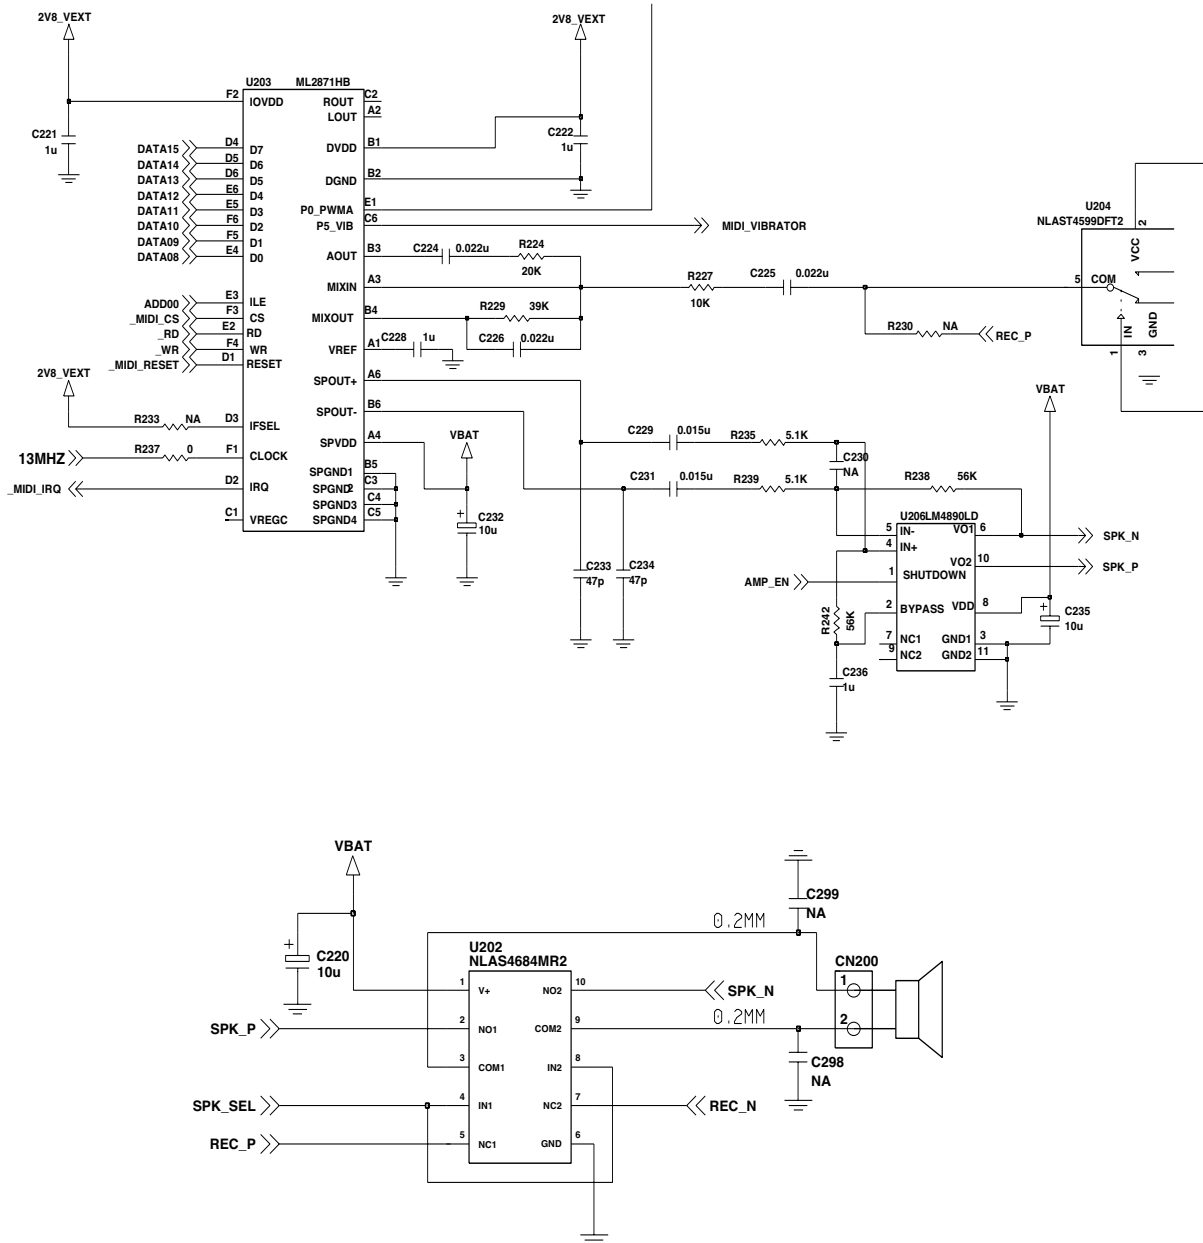 2V8_VEXT
2V8_VEXT
U203 ML2871HB
F2 IOVDD
ROUT C2
LOUT A2
C221
1u
C222
1u
DVDD B1
DATA15 D4 D7
DATA14 D5 D6
DATA13 D6 D5
DATA12 E6 D4
DATA11 E5 D3
DATA10 F6 D2
DATA09 F5 D1
DATA08 E4 D0
DGND B2
P0_PWMA E1
P5_VIB C6
MIDI_VIBRATOR
U204
NLAST4599DFT2
2
VCC
5 COM
IN
GND
1
3
AOUT B3
C224 0.022u
R224
20K
MIXIN A3
R227
10K
C225 0.022u
ADD00 E3 ILE
_MIDI_CS F3 CS
_RD E2 RD
_WR F4 WR
_MIDI_RESET D1 RESET
MIXOUT B4
R229 39K
C226 0.022u
R230 NA
REC_P
VREF A1
C228 1u
SPOUT+ A6
SPOUT- B6
2V8_VEXT
R233 NA
D3 IFSEL
13MHZ
R237 0
F1 CLOCK
_MIDI_IRQ
D2 IRQ
C1 VREGC
SPVDD A4
SPGND1 B5
SPGND2 C3
SPGND3 C4
SPGND4 C5
VBAT
+
C232
10u
VBAT
C229 0.015u
R235 5.1K
C230
NA
C231 0.015u
R239 5.1K
R238 56K
U206LM4890LD
5 IN-
4 IN+
1 SHUTDOWN
2 BYPASS
7 NC1
9 NC2
VO1 6
VO2 10
VDD 8
GND1 3
GND2 11
SPK_N
SPK_P
AMP_EN
C233
47p
C234
47p
R242
56K
C236
1u
+
C235
10u
VBAT
+
C220
10u
C299
NA
0.2MM
U202
NLAS4684MR2
CN200
1
2
1 V+
2 NO1
3 COM1
4 IN1
5 NC1
NO2 10
COM2 9
IN2 8
NC2 7
GND 6
SPK_N
0.2MM
SPK_P
C298
NA
SPK_SEL
REC_N
REC_P